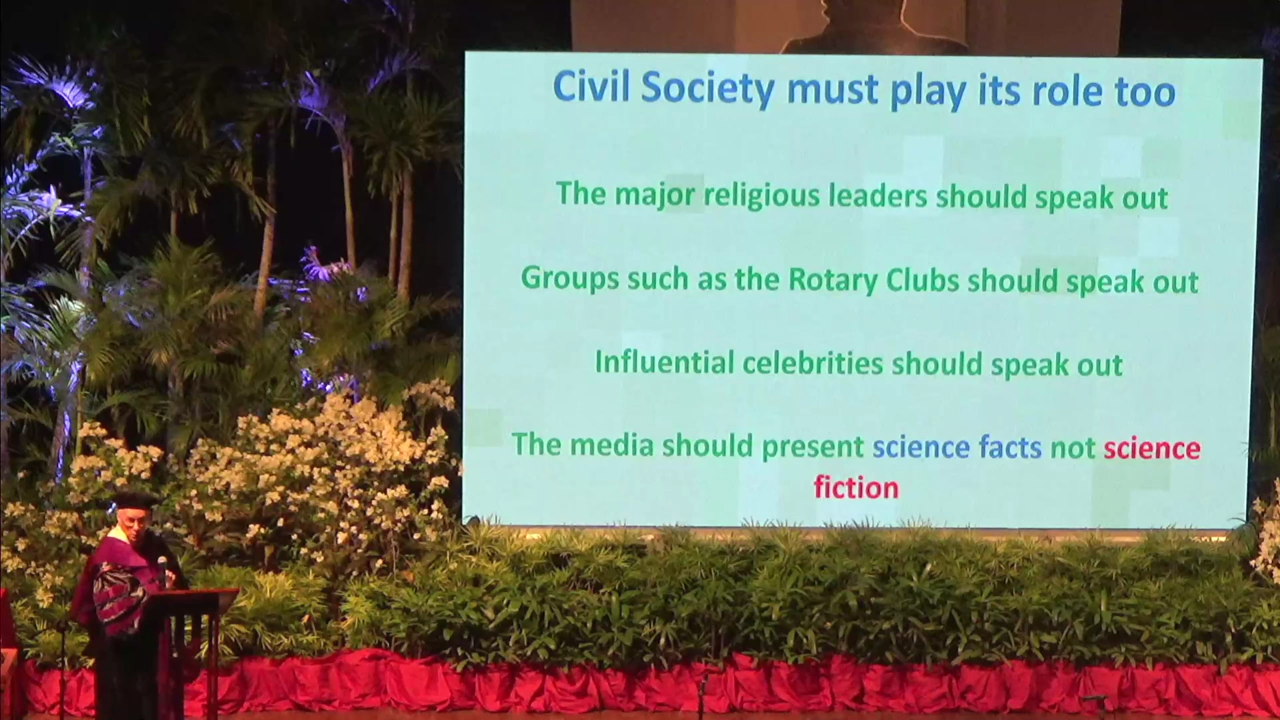 Civil Society must play its role too
The major religious leaders should speak out
Groups such as the Rotary Clubs should speak out
Influential celebrities should speak out
The media should present science facts not science
fiction